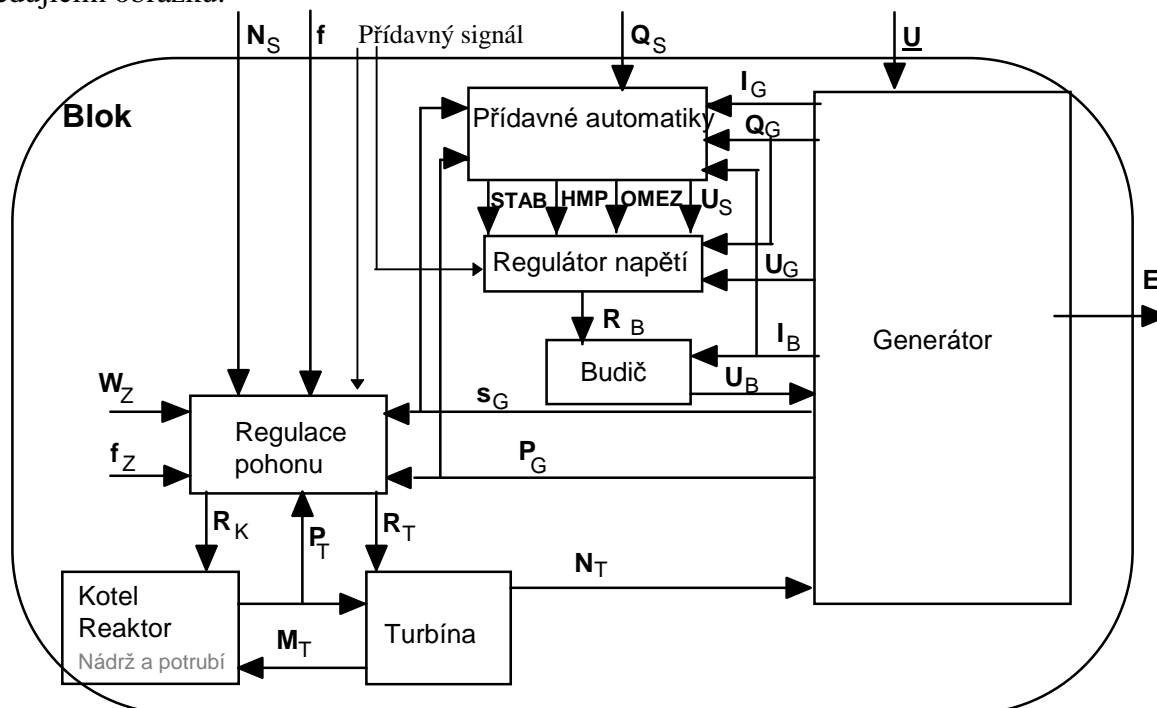 N_S f Přídavný signál Q_S U
Blok
I_G
Přídavné automatiky
Q_G
STAB HMP OMEZ U_S
Regulátor napětí
U_G
E
R_B
I_B
Generátor
Budič
U_B
W_Z
s_G
Regulace
pohonu
f_Z
P_G
R_K P_T R_T
N_T
Kotel
Reaktor
Nádrž a potrubí
M_T
Turbína